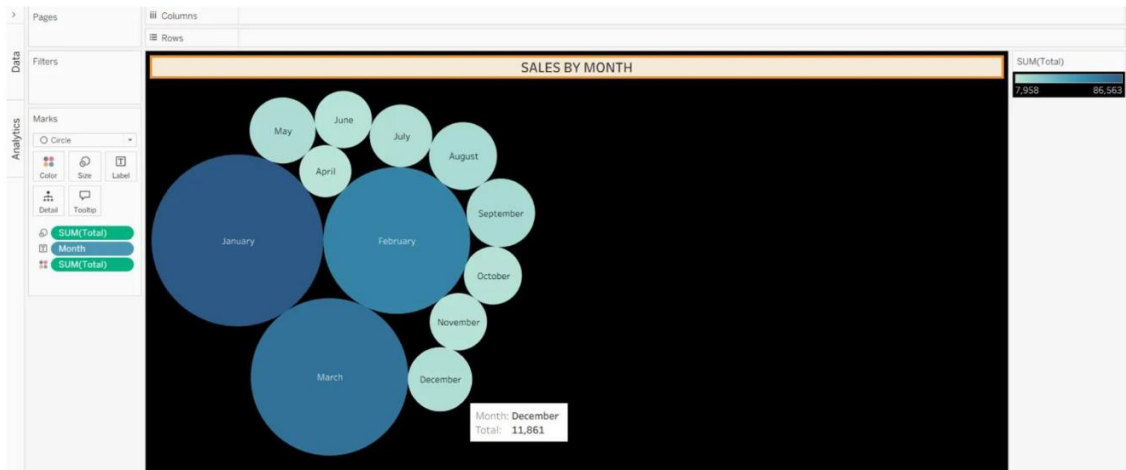 Pages
Columns
Rows
Data
Analytics
Filters
Marks
Circle
Color
Size
Label
Detail
Tooltip
SUM(Total)
Month
SUM(Total)
SALES BY MONTH
May
June
July
August
April
September
January
February
October
November
March
December
Month: December
Total: 11,861
SUM(Total)
7,958 86,563